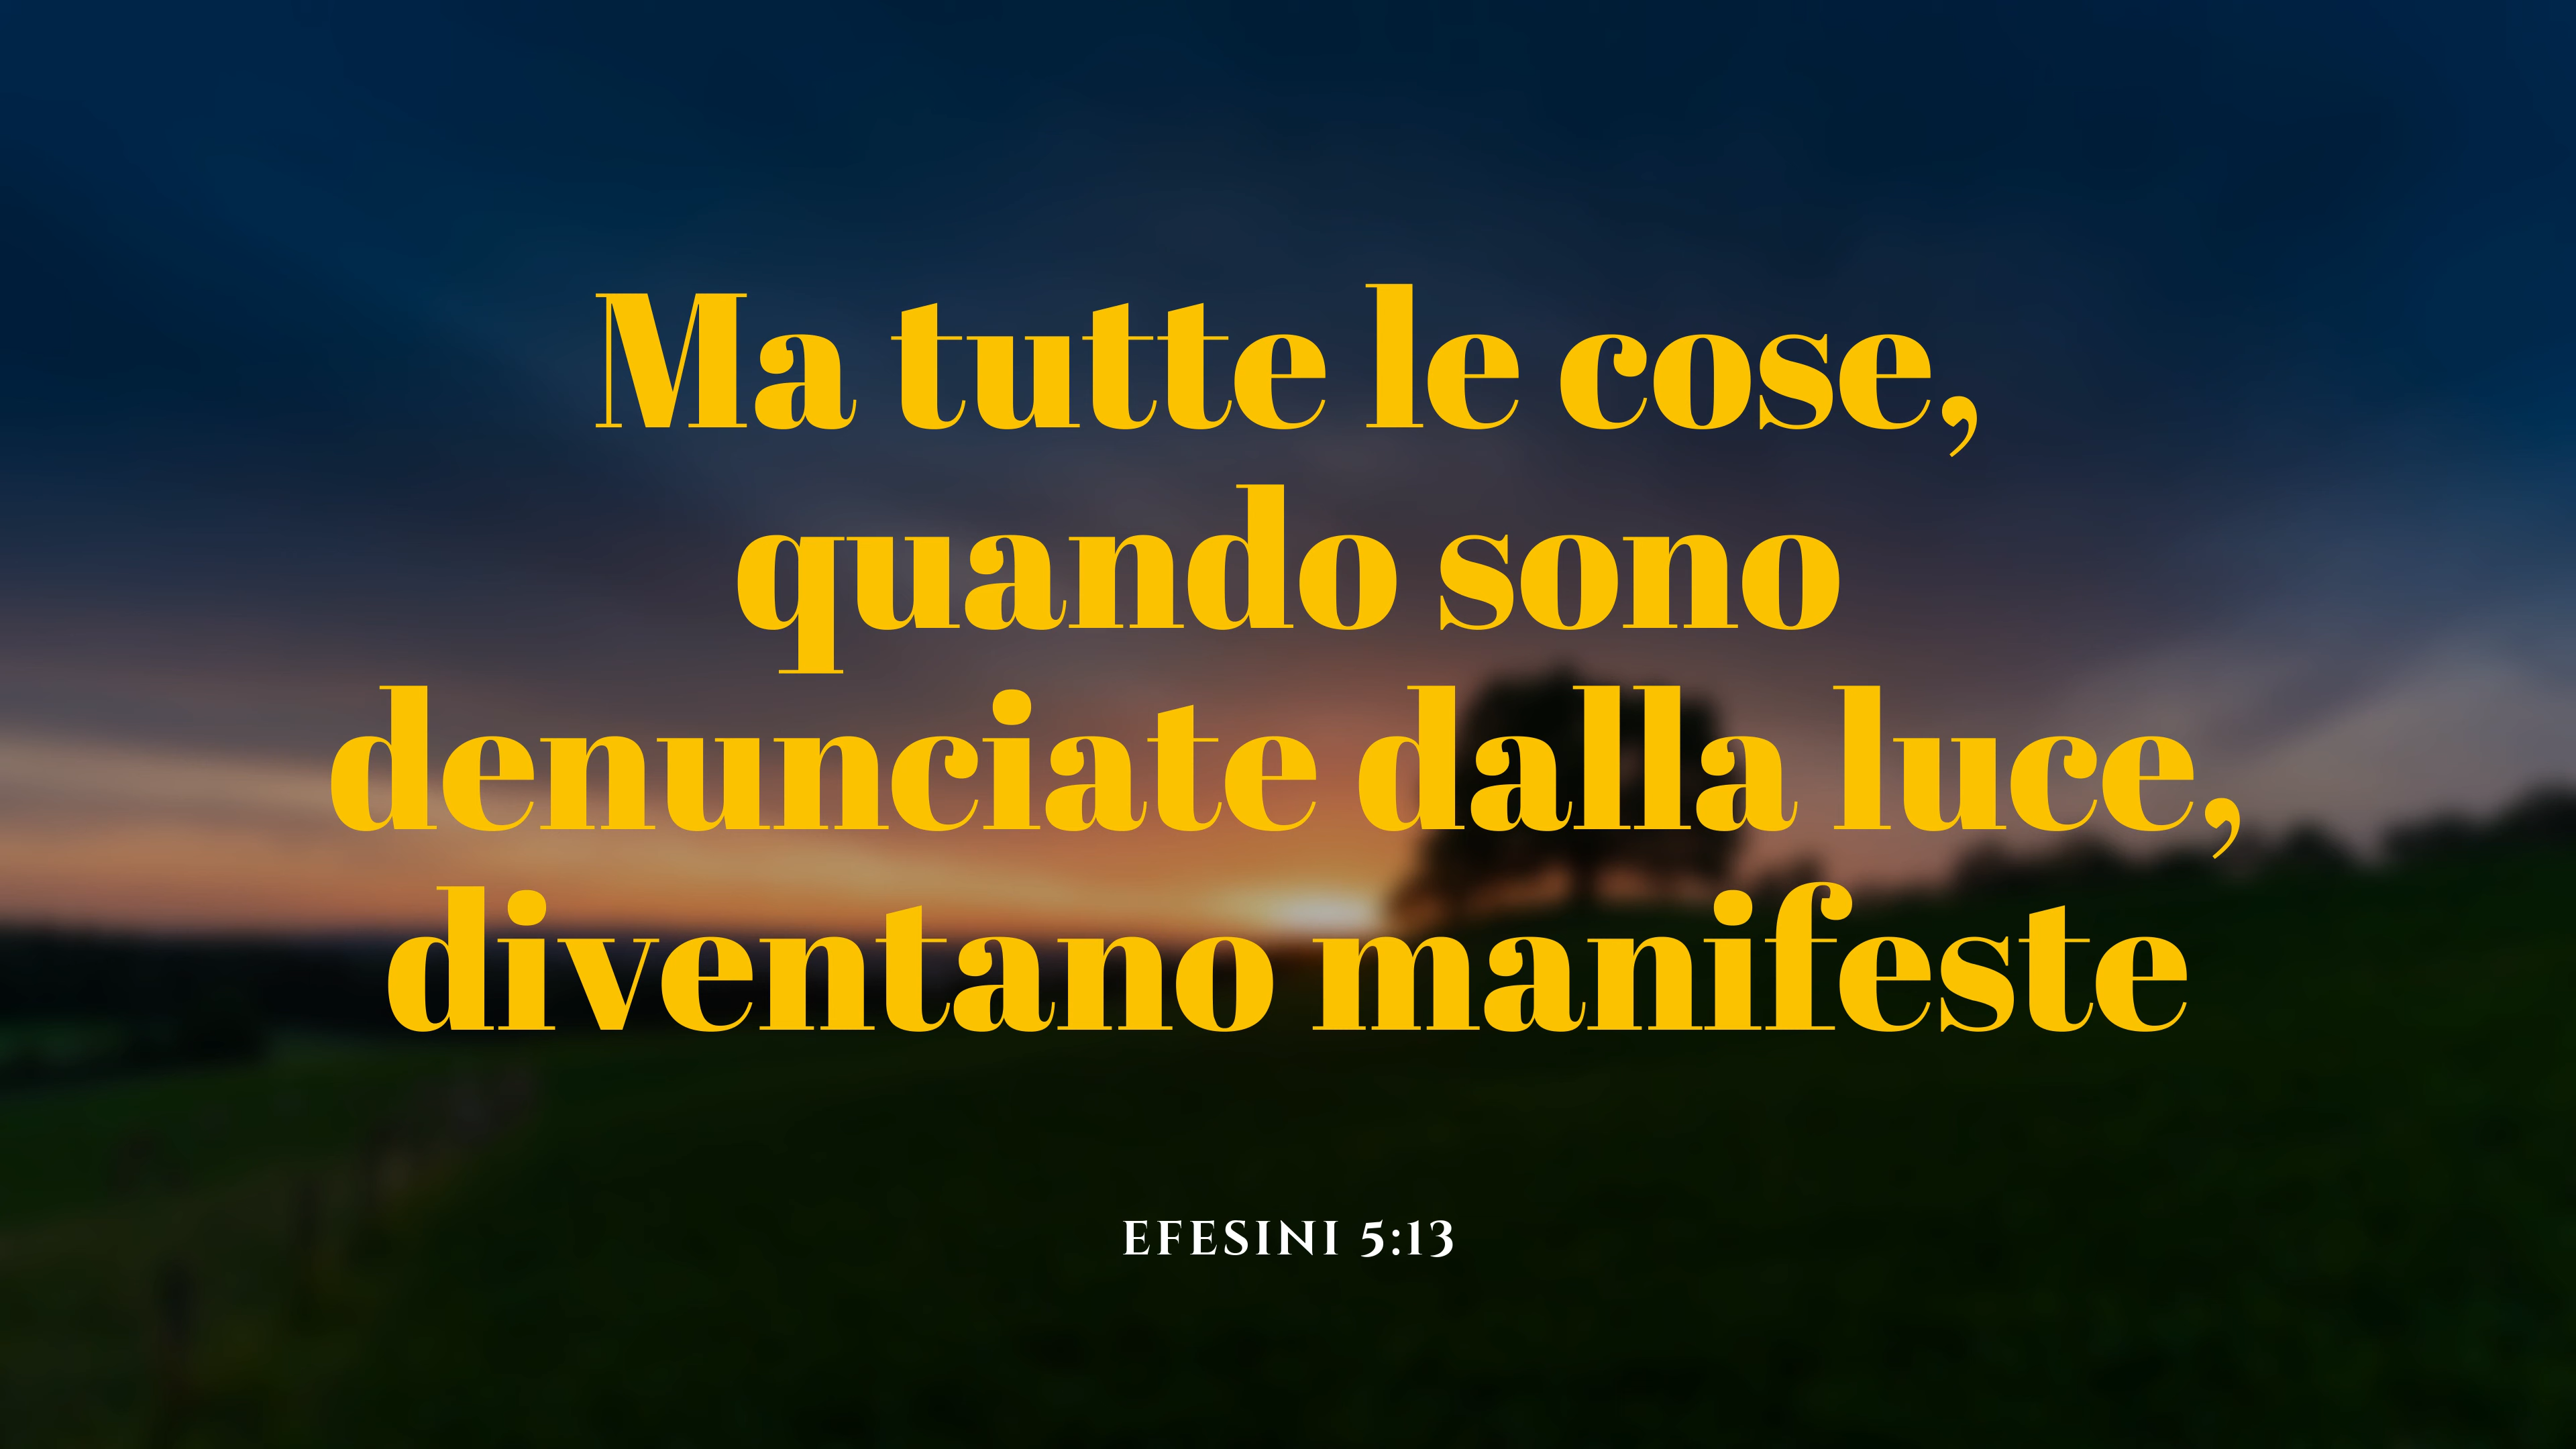 Ma tutte le cose,
quando sono
denunciate dalla luce,
diventano manifeste
EFESINI 5:13